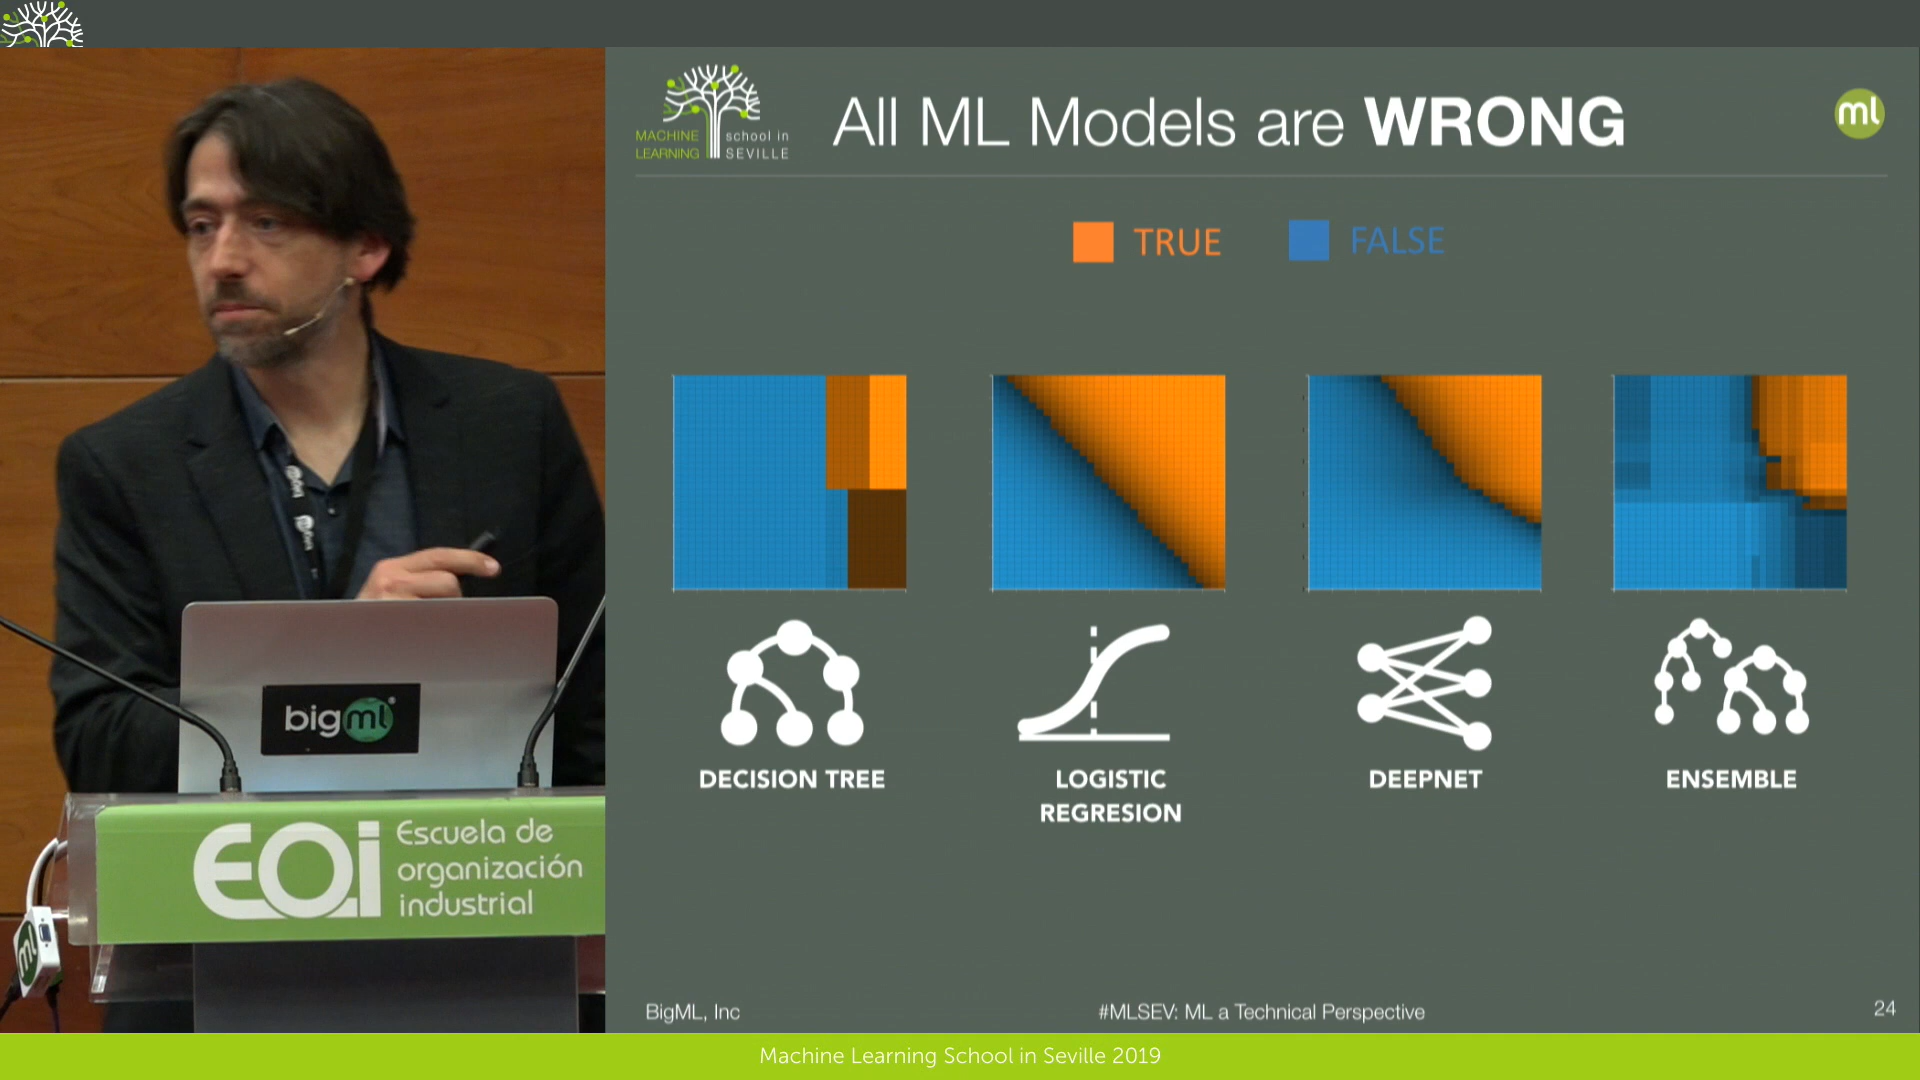 MACHINE school in
LEARNING SEVILLE
All ML Models are WRONG
ml
TRUE
FALSE
DECISION TREE
LOGISTIC
REGRESION
DEEPNET
ENSEMBLE
bigml
EOi
Escuela de
organización
industrial
ml
BigML, Inc
#MLSEV: ML a Technical Perspective
24
Machine Learning School in Seville 2019